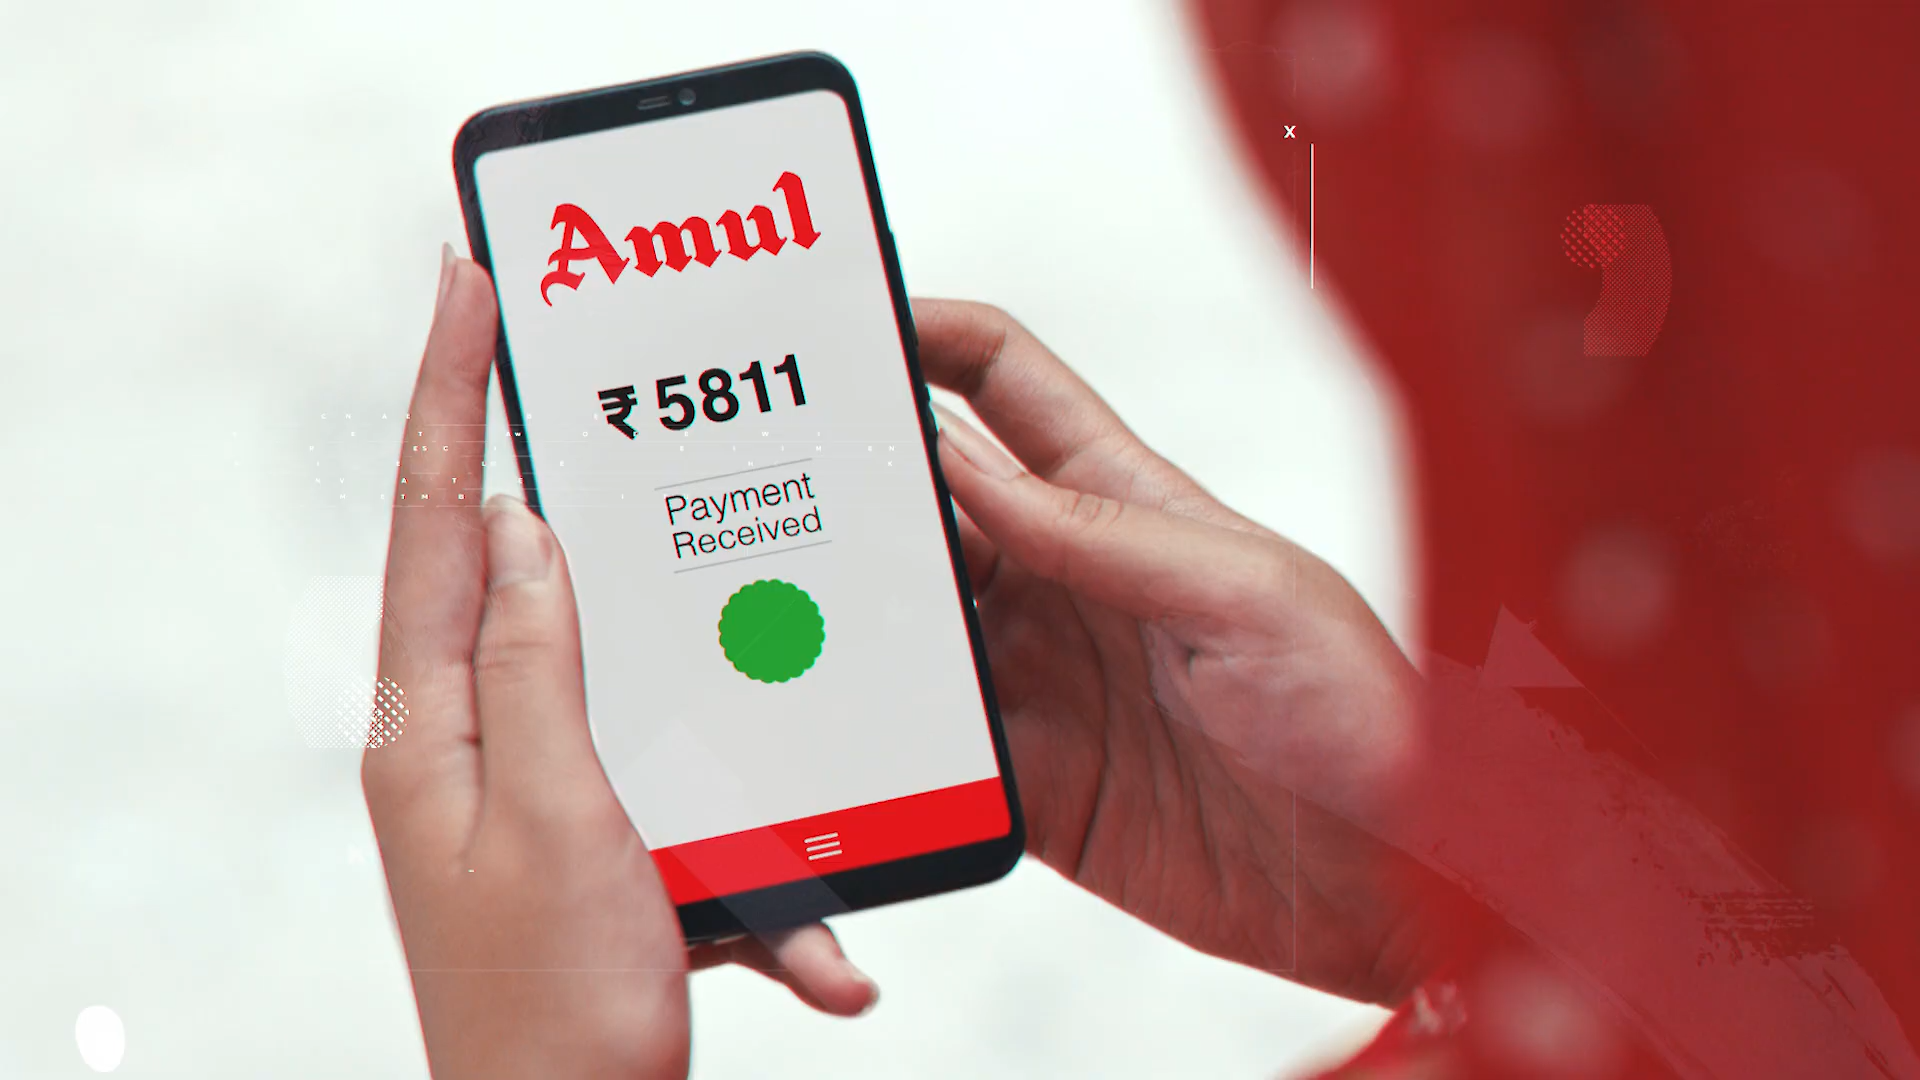 Amul
₹ 5811
Payment
Received
X